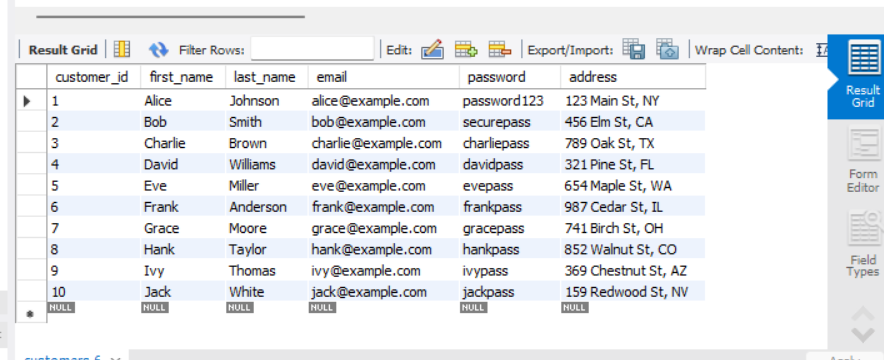 Result Grid Filter Rows: Edit: Export/Import: Wrap Cell Content:
customer_id first_name last_name email password address
1 Alice Johnson alice@example.com password123 123 Main St, NY
2 Bob Smith bob@example.com securepass 456 Elm St, CA
3 Charlie Brown charlie@example.com charliepass 789 Oak St, TX
4 David Williams david@example.com davidpass 321 Pine St, FL
5 Eve Miller eve@example.com evepass 654 Maple St, WA
6 Frank Anderson frank@example.com frankpass 987 Cedar St, IL
7 Grace Moore grace@example.com gracepass 741 Birch St, OH
8 Hank Taylor hank@example.com hankpass 852 Walnut St, CO
9 Ivy Thomas ivy@example.com ivypass 369 Chestnut St, AZ
10 Jack White jack@example.com jackpass 159 Redwood St, NV
NULL NULL NULL NULL NULL NULL
Result
Grid
Form
Editor
Field
Types
customers 6
Apply